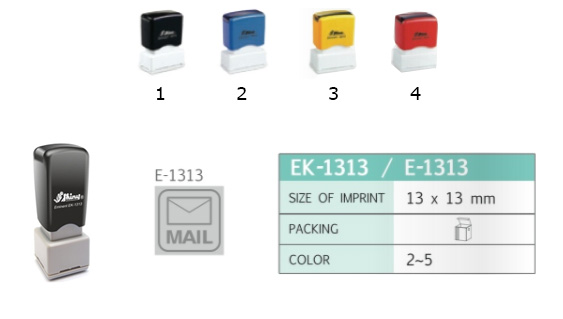 1 2 3 4
E-1313
MAIL
Shiny
EK-1313 / E-1313
SIZE OF IMPRINT 13 x 13 mm
PACKING
COLOR 2~5